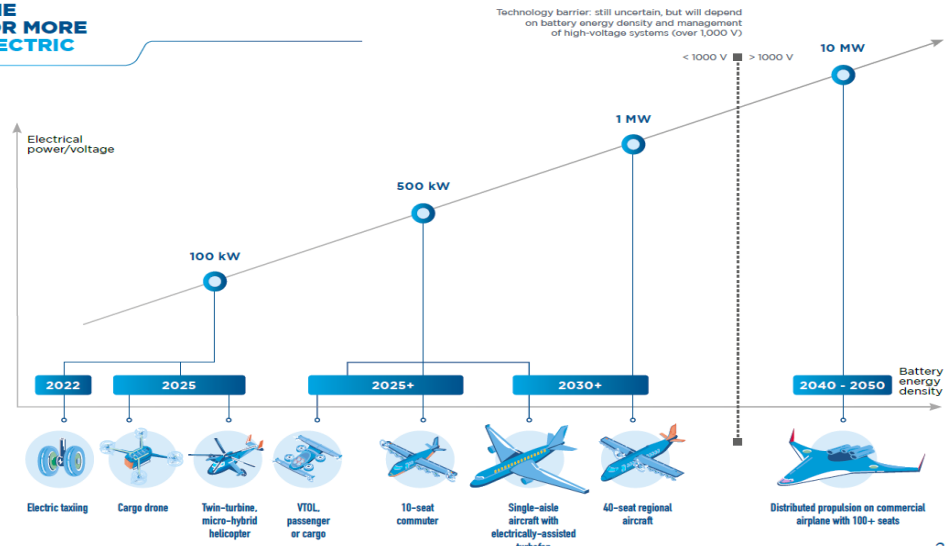 OR MORE
ECTRIC
Technology barrier: still uncertain, but will depend
on battery energy density and management
of high-voltage systems (over 1,000 V)
< 1000 V
> 1000 V
10 MW
1 MW
500 kW
100 kW
Electrical
power/voltage
2022
2025
2025+
2030+
2040 - 2050
Battery
energy
density
Electric taxiing
Cargo drone
Twin-turbine,
micro-hybrid
helicopter
VTOL,
passenger
or cargo
10-seat
commuter
Single-aisle
aircraft with
electrically-assisted
40-seat regional
aircraft
Distributed propulsion on commercial
airplane with 100+ seats